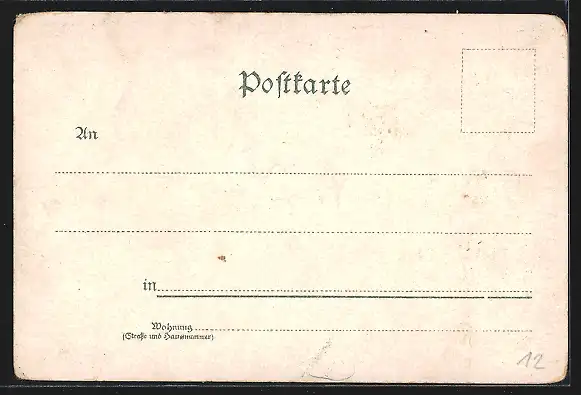 Postkarte
An
in
Wohnung
(Straße und Hausnummer)
12